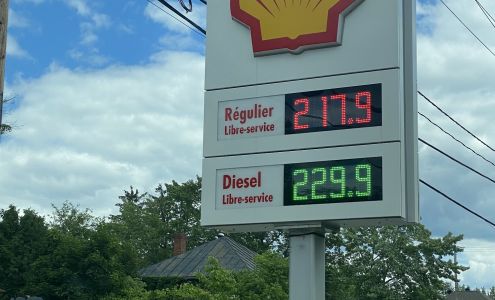 Régulier
Libre-service
217.9
Diesel
Libre-service
229.9